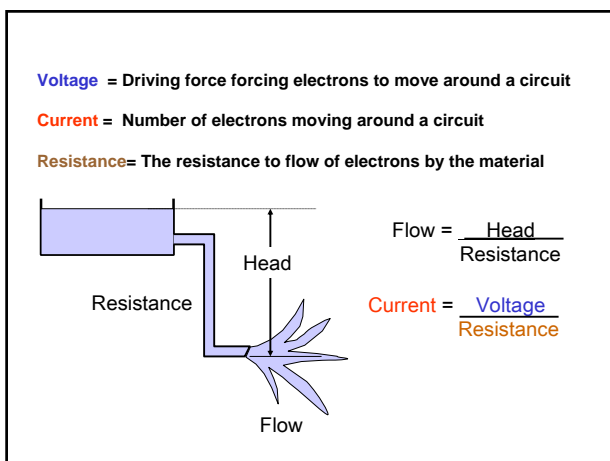 Voltage = Driving force forcing electrons to move around a circuit
Current = Number of electrons moving around a circuit
Resistance= The resistance to flow of electrons by the material
Head
Resistance
Flow
Flow = Head
Resistance
Current = Voltage
Resistance